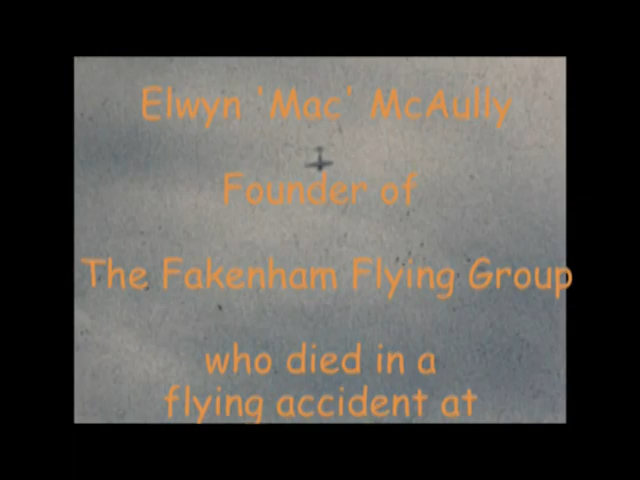 Elwyn 'Mac' McAully
Founder of
The Fakenham Flying Group
who died in a
flying accident at